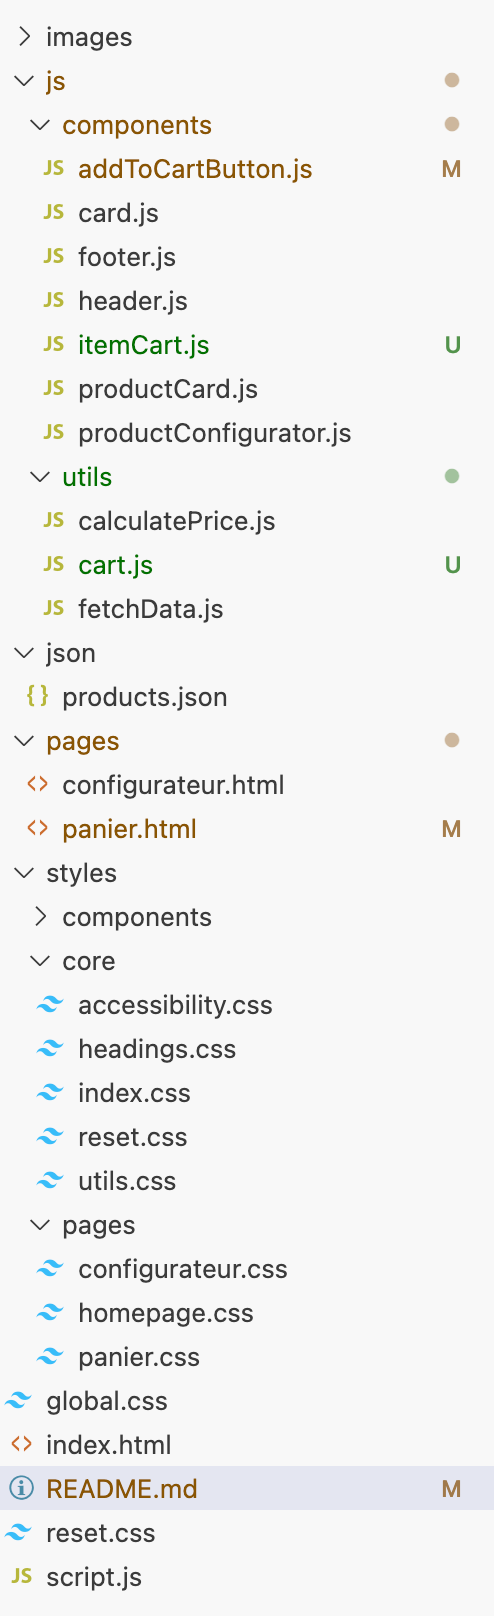 images
js
components
JS addToCartButton.js M
JS card.js
JS footer.js
JS header.js
JS itemCart.js U
JS productCard.js
JS productConfigurator.js
utils
JS calculatePrice.js
JS cart.js U
JS fetchData.js
json
{} products.json
pages
<> configurateur.html
<> panier.html M
styles
components
core
accessibility.css
headings.css
index.css
reset.css
utils.css
pages
configurateur.css
homepage.css
panier.css
global.css
<> index.html
README.md M
reset.css
JS script.js